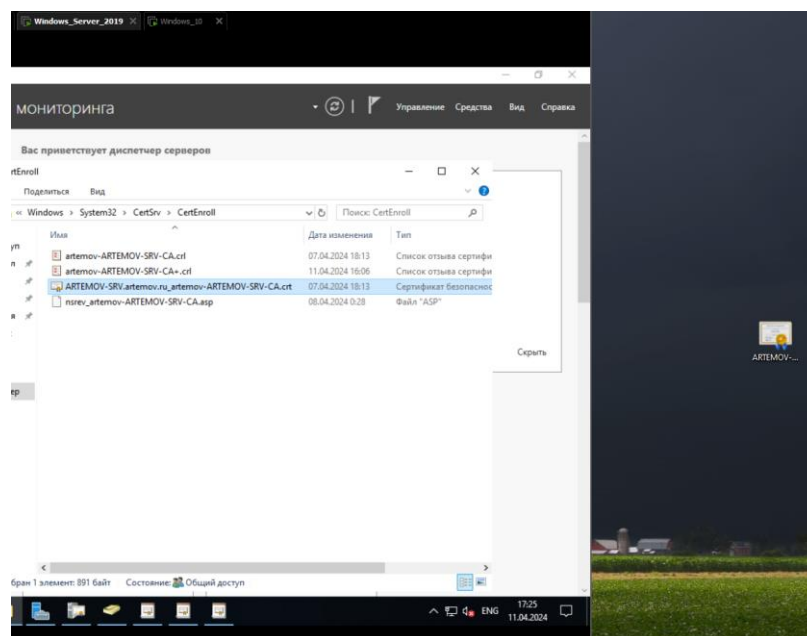 Windows_Server_2019 Windows_10
мониторинга Управление Средства Вид Справка
Вас приветствует диспетчер серверов
rtEnroll
Поделиться Вид
« Windows > System32 > CertSrv > CertEnroll Поиск: CertEnroll
Имя Дата изменения Тип
artemov-ARTEMOV-SRV-CA.crl 07.04.2024 18:13 Список отзыва сертифи
artemov-ARTEMOV-SRV-CA+.crl 11.04.2024 16:06 Список отзыва сертифи
ARTEMOV-SRV.artemov.ru_artemov-ARTEMOV-SRV-CA.crt 07.04.2024 18:13 Сертификат безопаснос
nsrev_artemov-ARTEMOV-SRV-CA.asp 08.04.2024 0:28 Файл "ASP"
уп
л
я
ер
Скрыть
ARTEMOV-...
бран 1 элемент: 891 байт Состояние: Общий доступ
ENG 17:25
11.04.2024